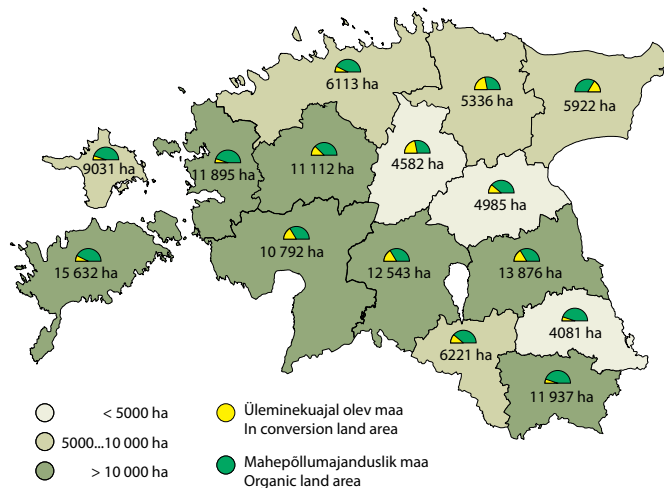 6113 ha
5336 ha
5922 ha
9031 ha
11 895 ha
11 112 ha
4582 ha
4985 ha
15 632 ha
10 792 ha
12 543 ha
13 876 ha
4081 ha
6221 ha
11 937 ha
< 5000 ha
5000...10 000 ha
> 10 000 ha
Üleminekuajal olev maa
In conversion land area
Mahepõllumajanduslik maa
Organic land area